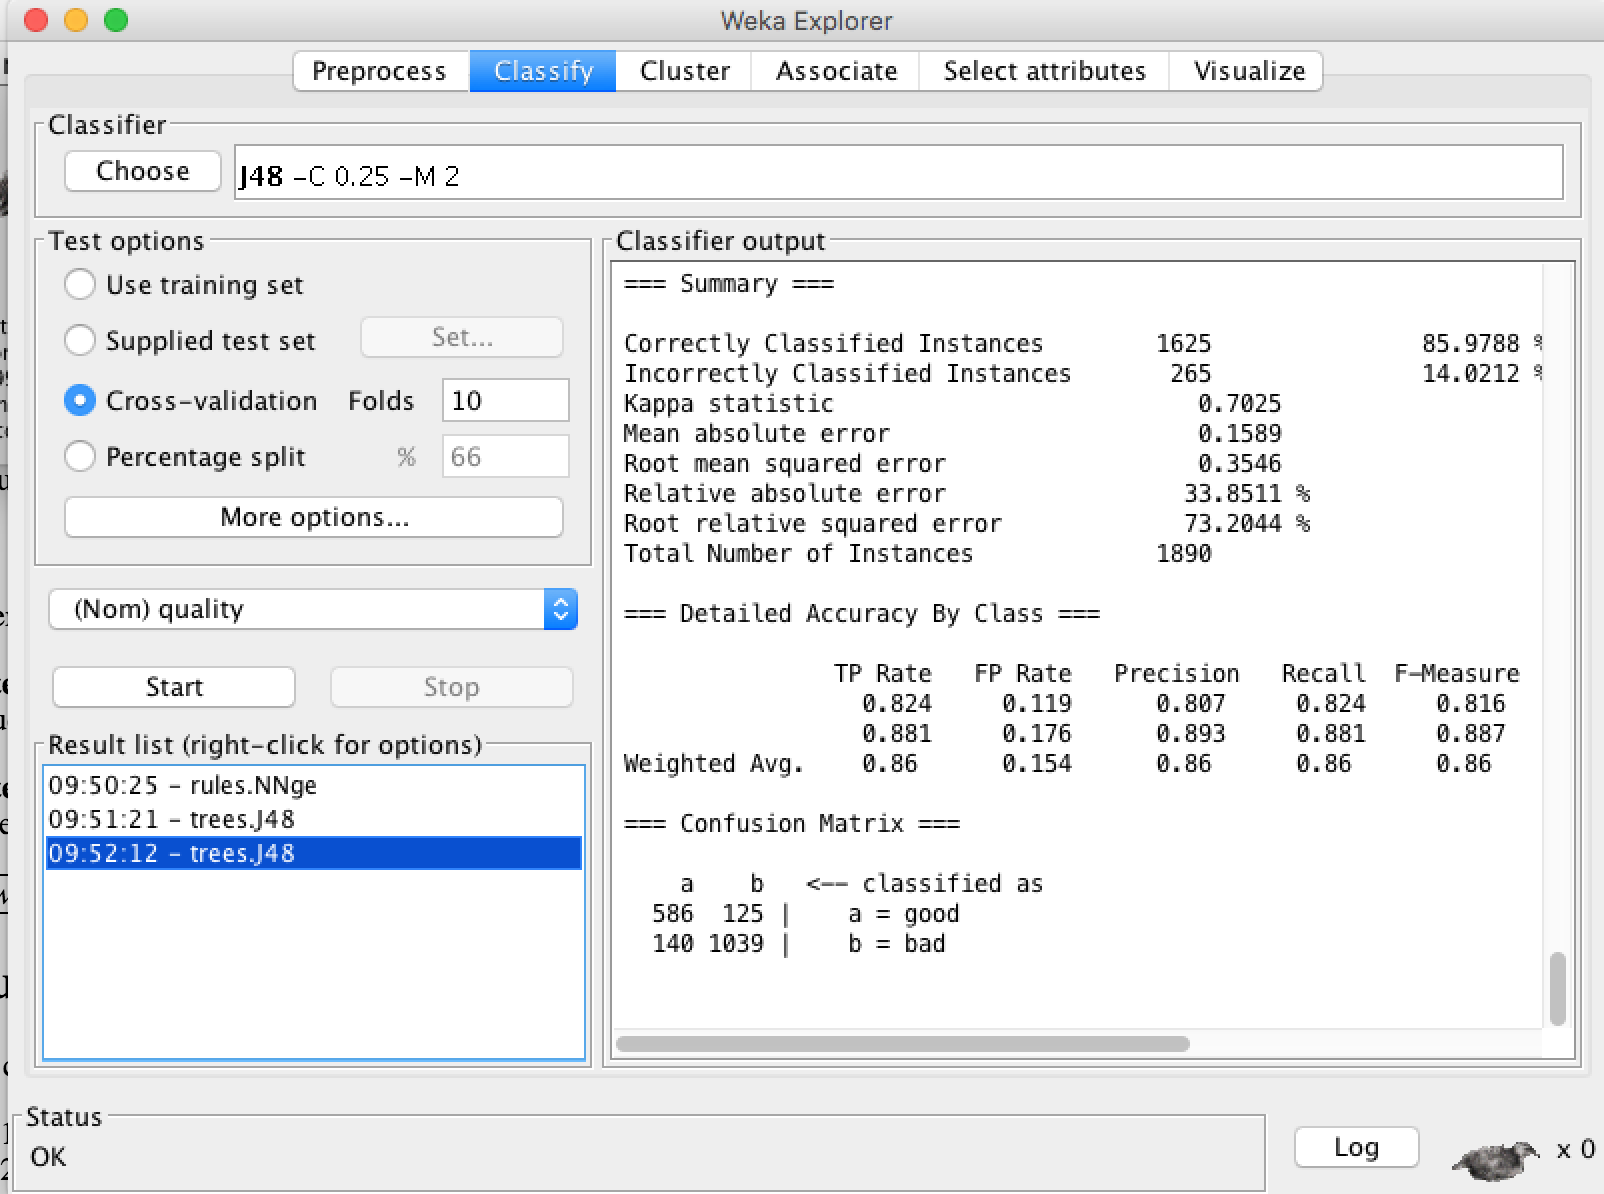 Weka Explorer
Preprocess Classify Cluster Associate Select attributes Visualize
Classifier
Choose J48 -C 0.25 -M 2
Test options
Use training set
Supplied test set Set...
Cross-validation Folds 10
Percentage split % 66
More options...
(Nom) quality
Start Stop
Result list (right-click for options)
09:50:25 - rules.NNge
09:51:21 - trees.J48
09:52:12 - trees.J48
Classifier output
=== Summary ===
Correctly Classified Instances 1625 85.9788 %
Incorrectly Classified Instances 265 14.0212 %
Kappa statistic 0.7025
Mean absolute error 0.1589
Root mean squared error 0.3546
Relative absolute error 33.8511 %
Root relative squared error 73.2044 %
Total Number of Instances 1890
=== Detailed Accuracy By Class ===
TP Rate FP Rate Precision Recall F-Measure
0.824 0.119 0.807 0.824 0.816
0.881 0.176 0.893 0.881 0.887
Weighted Avg. 0.86 0.154 0.86 0.86 0.86
=== Confusion Matrix ===
a b <-- classified as
586 125 | a = good
140 1039 | b = bad
Status
OK
Log x 0